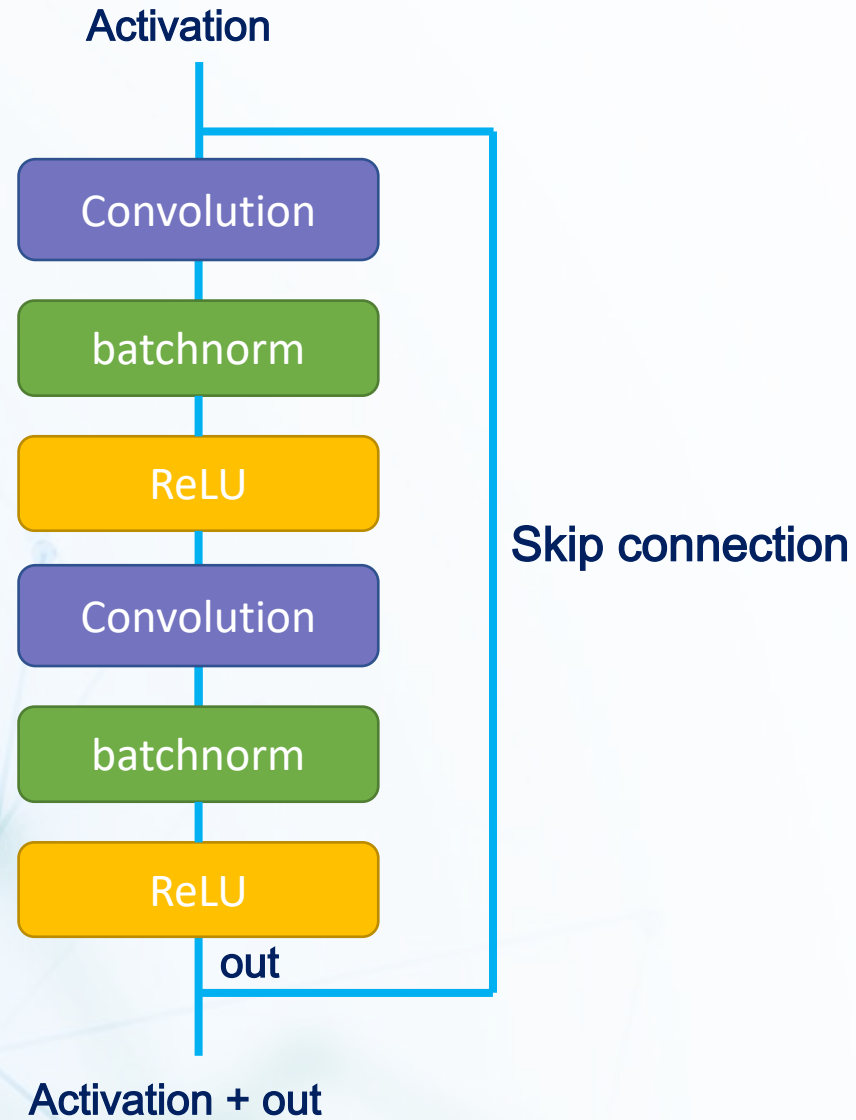 Activation
Convolution
batchnorm
ReLU
Convolution
batchnorm
ReLU
Skip connection
out
Activation + out